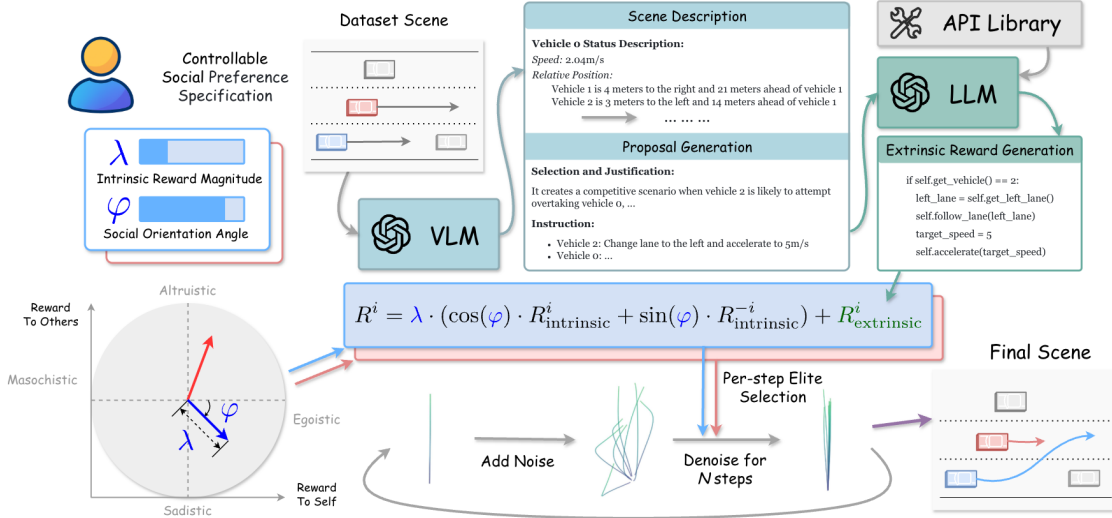 Controllable
Social Preference
Specification
λ
Intrinsic Reward Magnitude
φ
Social Orientation Angle
Dataset Scene
VLM
Scene Description
Vehicle 0 Status Description:
Speed: 2.04m/s
Relative Position:
Vehicle 1 is 4 meters to the right and 21 meters ahead of vehicle 1
Vehicle 2 is 3 meters to the left and 14 meters ahead of vehicle 1
... ... ...
Proposal Generation
Selection and Justification:
It creates a competitive scenario when vehicle 2 is likely to attempt
overtaking vehicle 0, ...
Instruction:
• Vehicle 2: Change lane to the left and accelerate to 5m/s
• Vehicle 0: ...
API Library
LLM
Extrinsic Reward Generation
if self.get_vehicle() == 2:
left_lane = self.get_left_lane()
self.follow_lane(left_lane)
target_speed = 5
self.accelerate(target_speed)
R^i = λ · (cos(φ) · R^i_intrinsic + sin(φ) · R^{-i}_intrinsic) + R^i_extrinsic
Reward
To Others
Altruistic
Masochistic
Egoistic
φ
λ
Sadistic
Reward
To Self
Add Noise
Per-step Elite
Selection
Denoise for
N steps
Final Scene